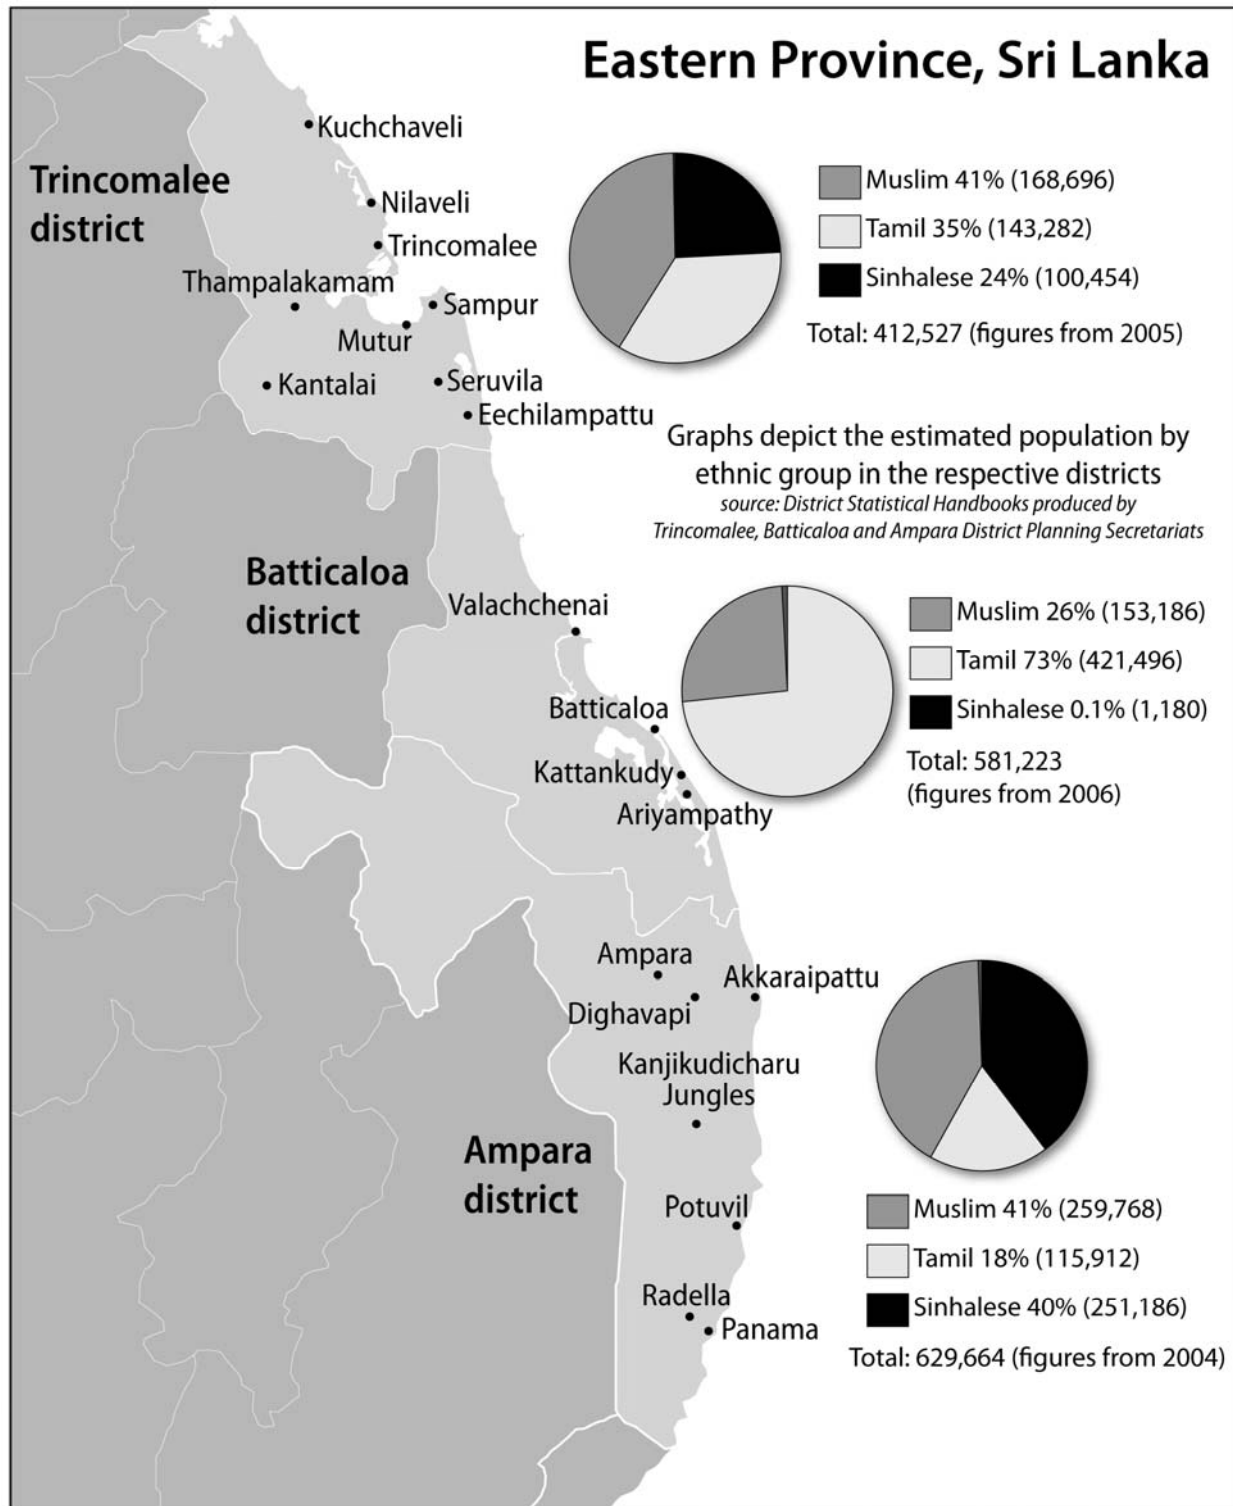 Eastern Province, Sri Lanka
Kuchchaveli
Trincomalee
district
Nilaveli
Trincomalee
Thampalakamam
Sampur
Mutur
Kantalai
Seruvila
Eechilampattu
Muslim 41% (168,696)
Tamil 35% (143,282)
Sinhalese 24% (100,454)
Total: 412,527 (figures from 2005)
Graphs depict the estimated population by
ethnic group in the respective districts
source: District Statistical Handbooks produced by
Trincomalee, Batticaloa and Ampara District Planning Secretariats
Batticaloa
district
Valachchenai
Batticaloa
Kattankudy
Ariyampathy
Muslim 26% (153,186)
Tamil 73% (421,496)
Sinhalese 0.1% (1,180)
Total: 581,223
(figures from 2006)
Ampara
Akkaraipattu
Dighavapi
Kanjikudicharu
Jungles
Ampara
district
Potuvil
Radella
Panama
Muslim 41% (259,768)
Tamil 18% (115,912)
Sinhalese 40% (251,186)
Total: 629,664 (figures from 2004)